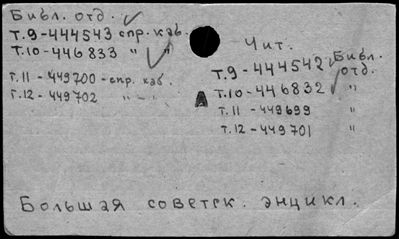 Библ. отд.
т.9-444543 спр. каб.
т.10-446833 " "
т.11-449700-спр. каб.
т.12-449702 " "
Чит.
т.9-444542 Библ. отд.
т.10-446832 "
т.11-449699 "
т.12-449701 "
А
Большая советск. энцикл.